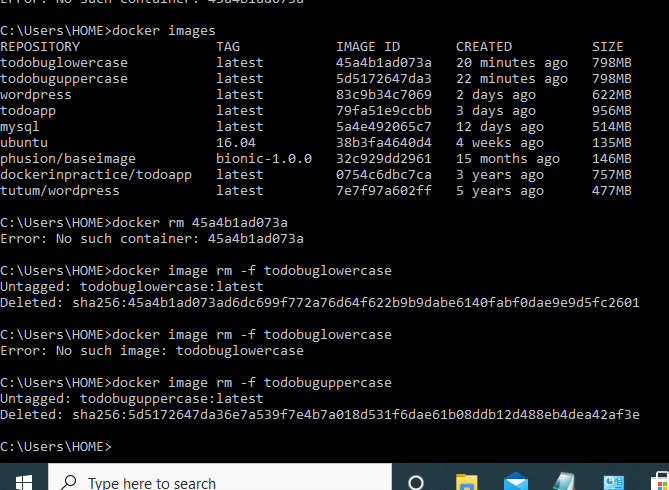 Error: No such container: 45a4b1ad073a
C:\Users\HOME>docker images
REPOSITORY TAG IMAGE ID CREATED SIZE
todobuglowercase latest 45a4b1ad073a 20 minutes ago 798MB
todobuguppercase latest 5d5172647da3 22 minutes ago 798MB
wordpress latest 83c9b34c7069 2 days ago 622MB
todoapp latest 79fa51e9ccbb 3 days ago 956MB
mysql latest 5a4e492065c7 12 days ago 514MB
ubuntu 16.04 38b3fa4640d4 4 weeks ago 135MB
phusion/baseimage bionic-1.0.0 32c929dd2961 15 months ago 146MB
dockerinpractice/todoapp latest 0754c6dbc7ca 3 years ago 757MB
tutum/wordpress latest 7e7f97a602ff 5 years ago 477MB
C:\Users\HOME>docker rm 45a4b1ad073a
Error: No such container: 45a4b1ad073a
C:\Users\HOME>docker image rm -f todobuglowercase
Untagged: todobuglowercase:latest
Deleted: sha256:45a4b1ad073ad6dc699f772a76d64f622b9b9dabe6140fabf0dae9e9d5fc2601
C:\Users\HOME>docker image rm -f todobuglowercase
Error: No such image: todobuglowercase
C:\Users\HOME>docker image rm -f todobuguppercase
Untagged: todobuguppercase:latest
Deleted: sha256:5d5172647da36e7a539f7e4b7a018d531f6dae61b08ddb12d488eb4dea42af3e
C:\Users\HOME>
Type here to search